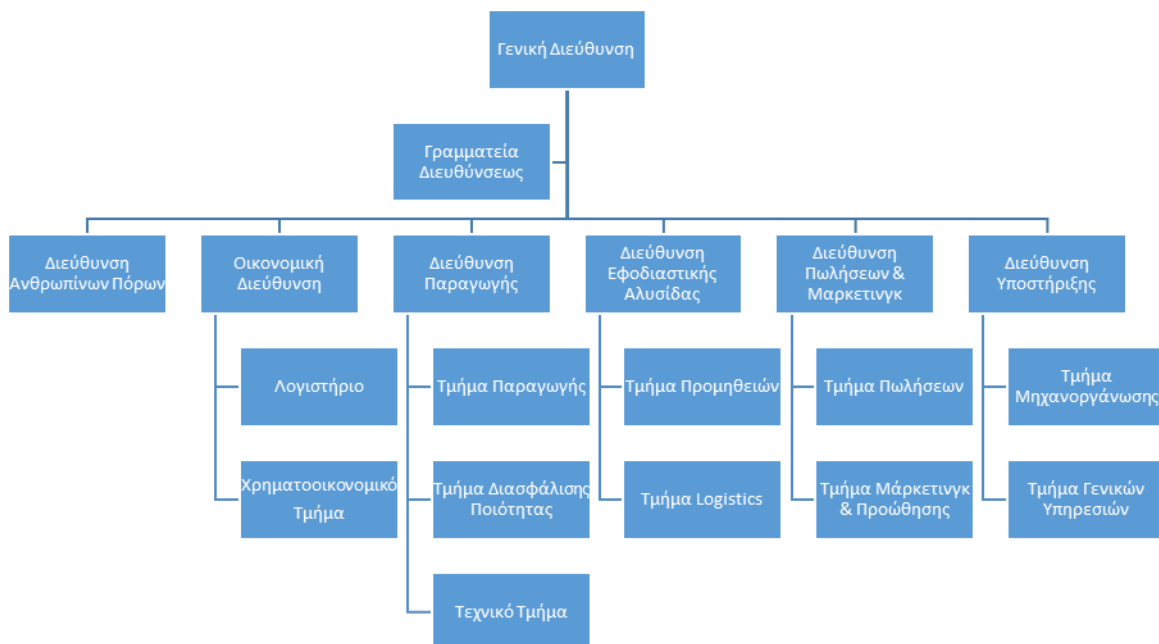 Γενική Διεύθυνση
Γραμματεία
Διευθύνσεως
Διεύθυνση
Ανθρωπίνων Πόρων
Οικονομική
Διεύθυνση
Διεύθυνση
Παραγωγής
Διεύθυνση
Εφοδιαστικής
Αλυσίδας
Διεύθυνση
Πωλήσεων &
Μαρκετινγκ
Διεύθυνση
Υποστήριξης
Λογιστήριο
Τμήμα Παραγωγής
Τμήμα Προμηθειών
Τμήμα Πωλήσεων
Τμήμα
Μηχανοργάνωσης
Χρηματοοικονομικό
Τμήμα
Τμήμα Διασφάλισης
Ποιότητας
Τμήμα Logistics
Τμήμα Μάρκετινγκ
& Προώθησης
Τμήμα Γενικών
Υπηρεσιών
Τεχνικό Τμήμα